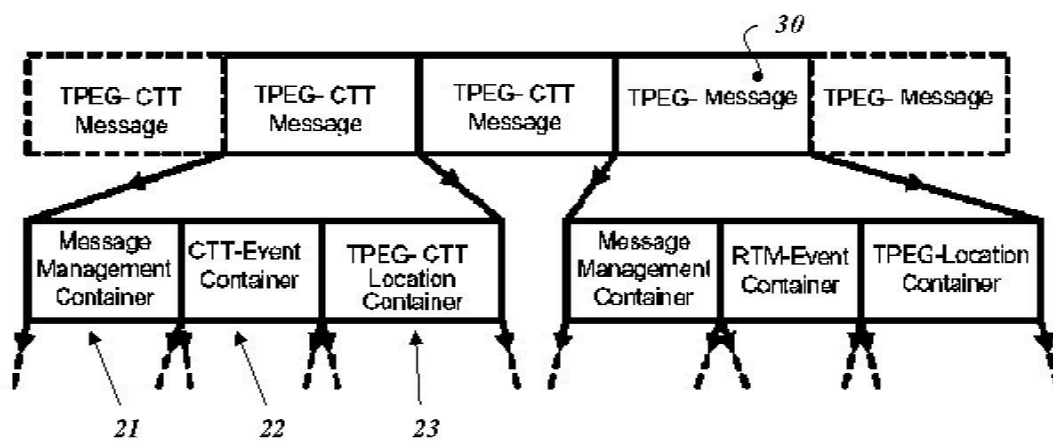 30
TPEG- CTT
Message
TPEG- CTT
Message
TPEG- CTT
Message
TPEG- Message
TPEG- Message
Message
Management
Container
CTT-Event
Container
TPEG- CTT
Location
Container
Message
Management
Container
RTM-Event
Container
TPEG-Location
Container
21
22
23